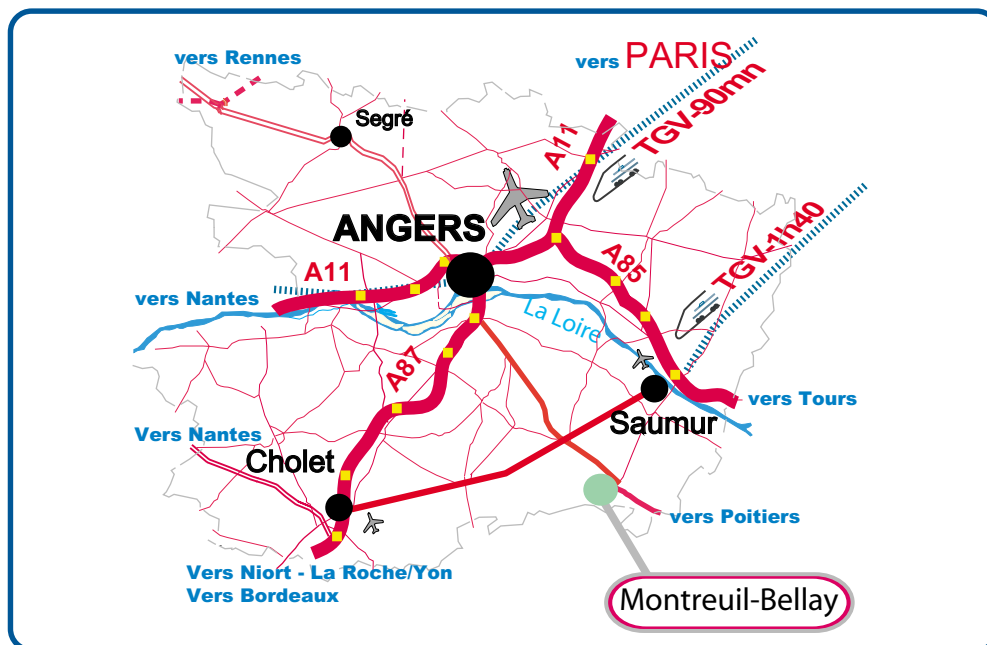 vers Rennes
vers PARIS
Segré
A11
TGV-90mn
ANGERS
A11
A85
TGV-1h40
vers Nantes
La Loire
A87
vers Tours
Saumur
Vers Nantes
Cholet
vers Poitiers
Vers Niort - La Roche/Yon
Vers Bordeaux
Montreuil-Bellay